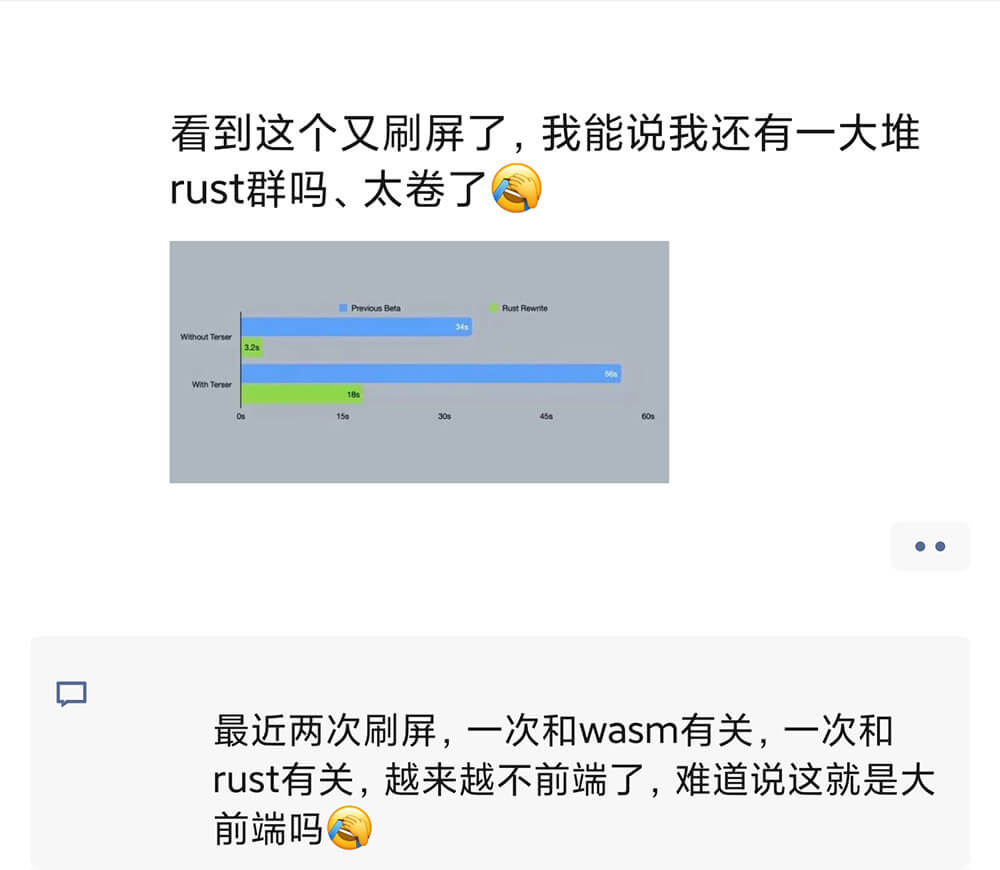 看到这个又刷屏了,我能说我还有一大堆
rust群吗、太卷了🤦
Previous Beta
Rust Rewrite
Without Terser
34s
3.2s
With Terser
56s
18s
0s
15s
30s
45s
60s
最近两次刷屏,一次和wasm有关,一次和
rust有关,越来越不前端了,难道说这就是大
前端吗🤦